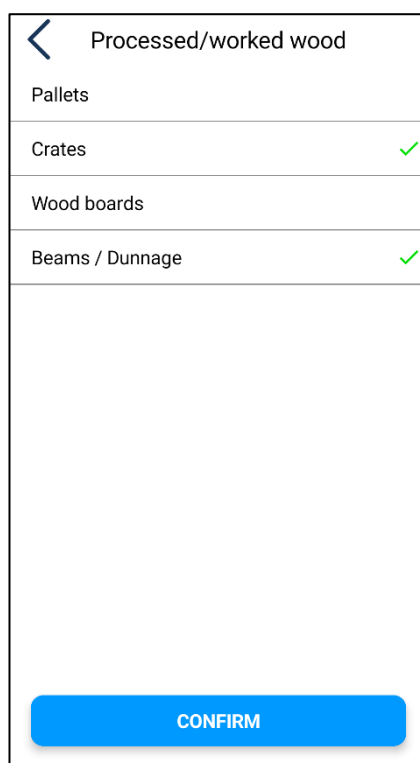 Processed/worked wood
Pallets
Crates
Wood boards
Beams / Dunnage
CONFIRM